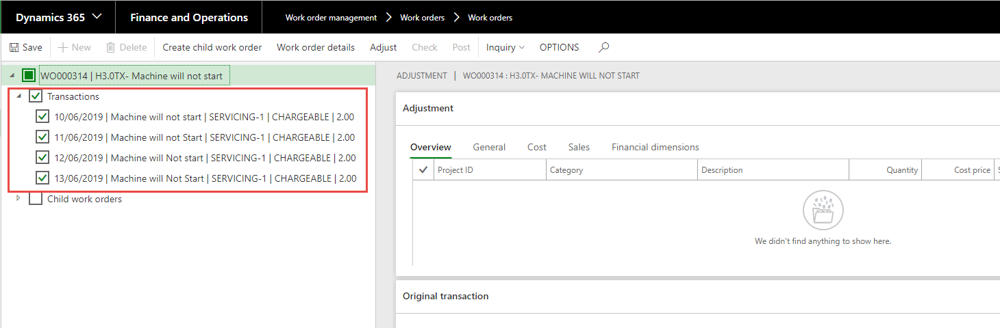 Dynamics 365 Finance and Operations Work order management Work orders Work orders
Save New Delete Create child work order Work order details Adjust Check Post Inquiry OPTIONS
WO000314 | H3.0TX- Machine will not start
Transactions
10/06/2019 | Machine will not start | SERVICING-1 | CHARGEABLE | 2.00
11/06/2019 | Machine will not Start | SERVICING-1 | CHARGEABLE | 2.00
12/06/2019 | Machine will Not start | SERVICING-1 | CHARGEABLE | 2.00
13/06/2019 | Machine will Not Start | SERVICING-1 | CHARGEABLE | 2.00
Child work orders
ADJUSTMENT | WO000314 : H3.0TX- MACHINE WILL NOT START
Adjustment
Overview General Cost Sales Financial dimensions
Project ID Category Description Quantity Cost price S
We didn't find anything to show here.
Original transaction